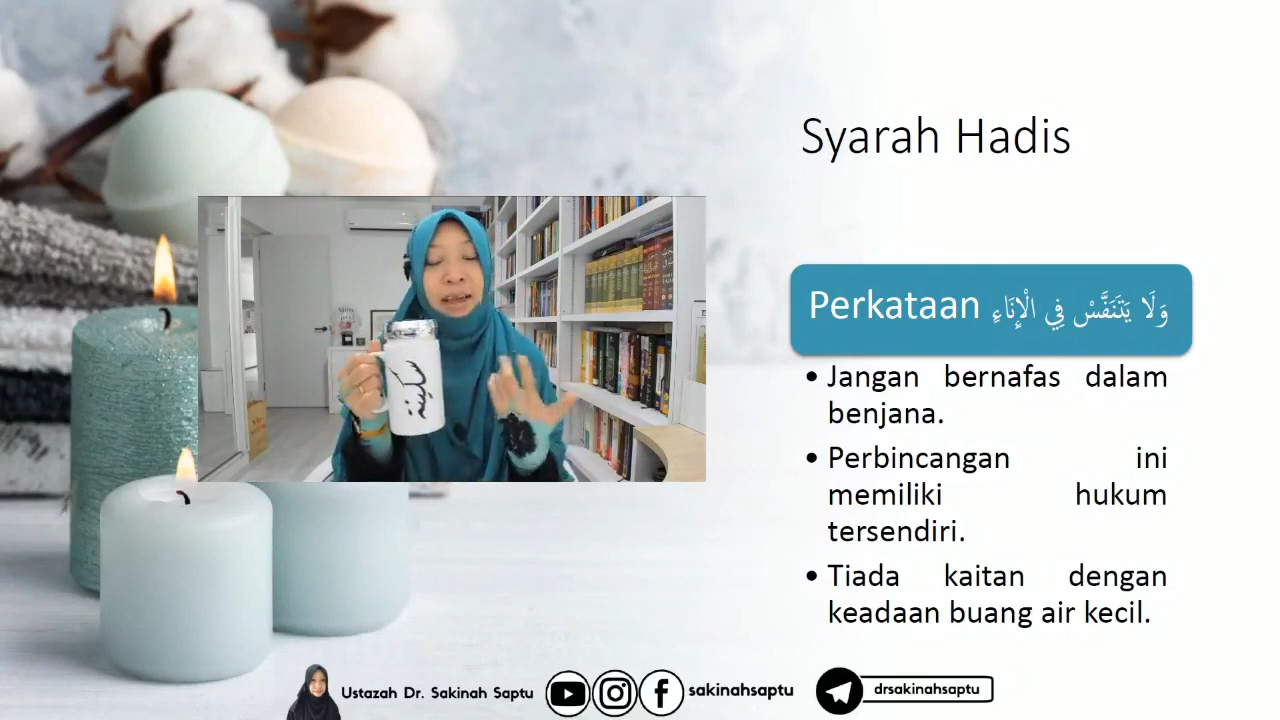 Syarah Hadis
Perkataan وَلَا يَتَنَفَّسْ فِي الْإِنَاءِ
• Jangan bernafas dalam
benjana.
• Perbincangan ini
memiliki hukum
tersendiri.
• Tiada kaitan dengan
keadaan buang air kecil.
سكينة
Ustazah Dr. Sakinah Saptu
sakinahsaptu
drsakinahsaptu